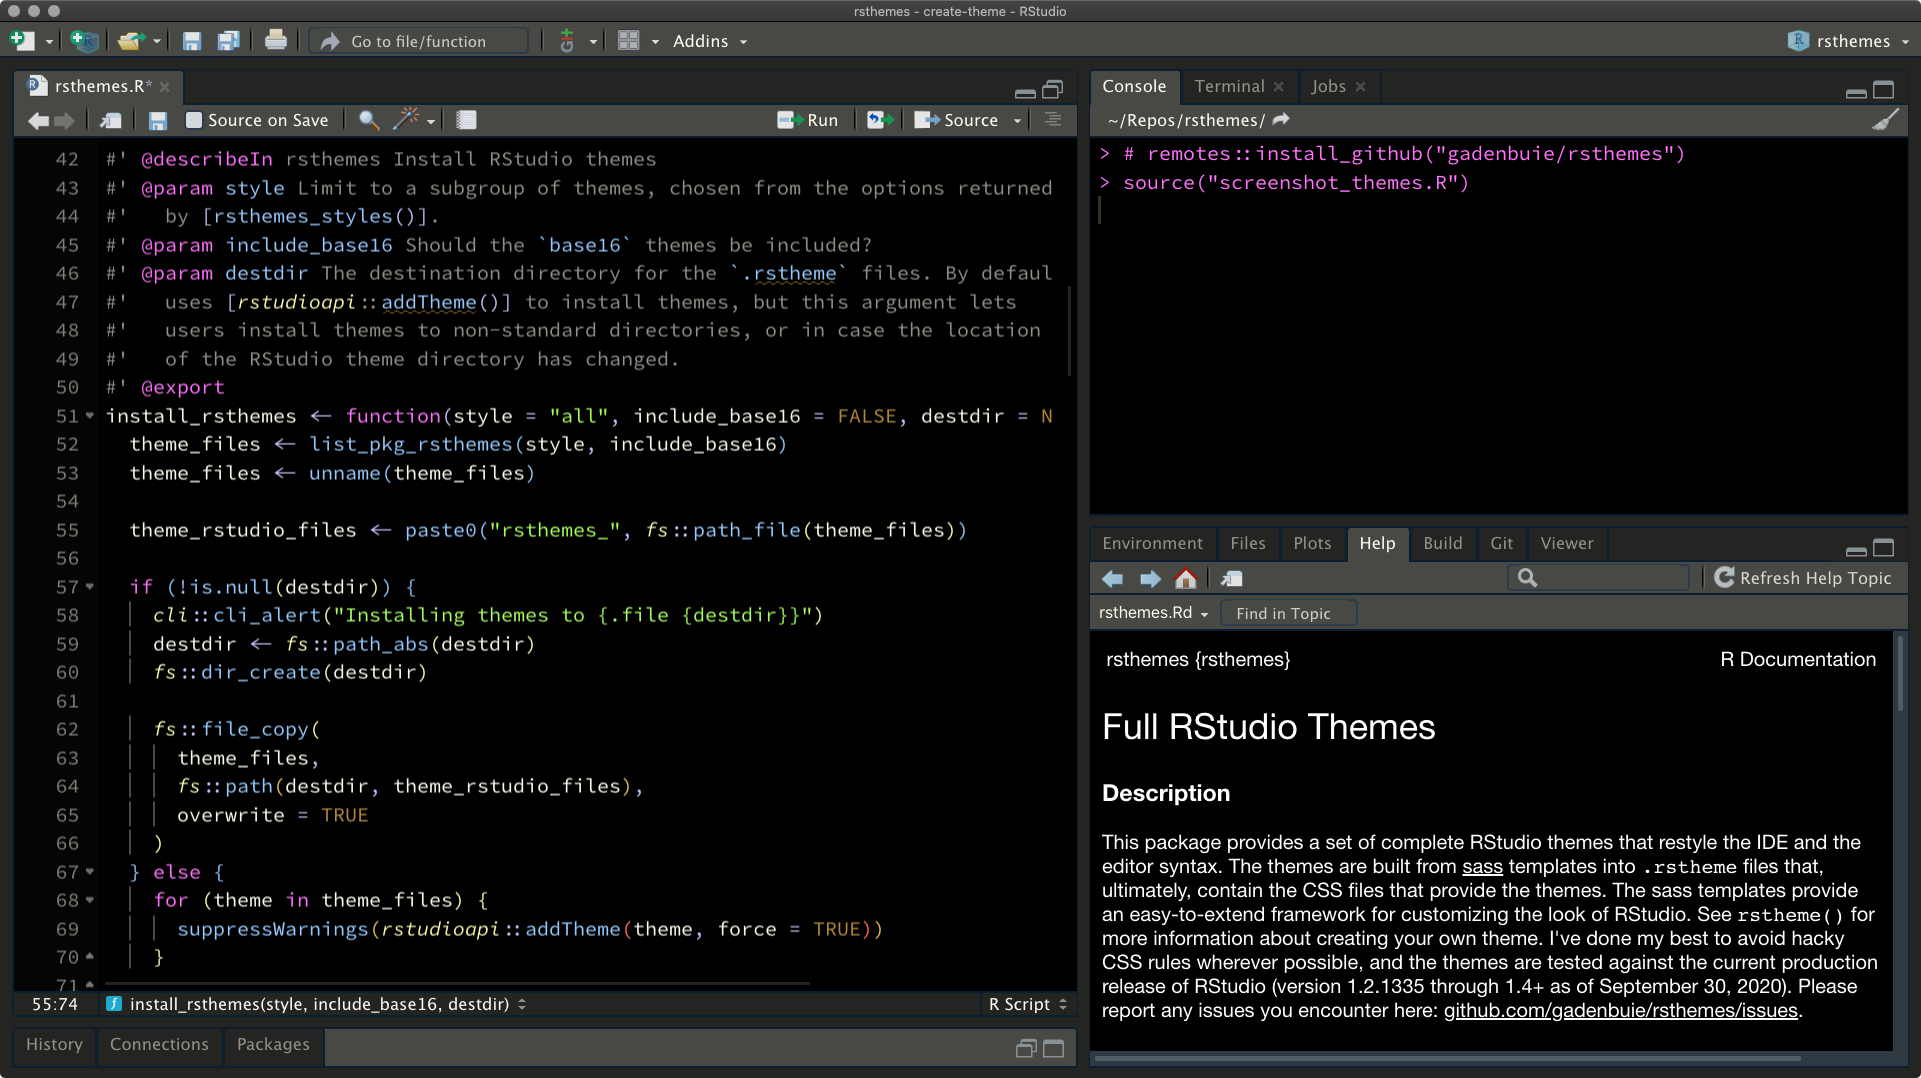 rsthemes - create-theme - RStudio
Go to file/function
Addins
rsthemes
rsthemes.R*
Source on Save
Run
Source
42 #' @describeIn rsthemes Install RStudio themes
43 #' @param style Limit to a subgroup of themes, chosen from the options returned
44 #'   by [rsthemes_styles()].
45 #' @param include_base16 Should the `base16` themes be included?
46 #' @param destdir The destination directory for the `.rstheme` files. By defaul
47 #'   uses [rstudioapi::addTheme()] to install themes, but this argument lets
48 #'   users install themes to non-standard directories, or in case the location
49 #'   of the RStudio theme directory has changed.
50 #' @export
51 install_rsthemes <- function(style = "all", include_base16 = FALSE, destdir = N
52   theme_files <- list_pkg_rsthemes(style, include_base16)
53   theme_files <- unname(theme_files)
54
55   theme_rstudio_files <- paste0("rsthemes_", fs::path_file(theme_files))
56
57   if (!is.null(destdir)) {
58     cli::cli_alert("Installing themes to {.file {destdir}}")
59     destdir <- fs::path_abs(destdir)
60     fs::dir_create(destdir)
61
62     fs::file_copy(
63       theme_files,
64       fs::path(destdir, theme_rstudio_files),
65       overwrite = TRUE
66     )
67   } else {
68     for (theme in theme_files) {
69       suppressWarnings(rstudioapi::addTheme(theme, force = TRUE))
70     }
71
55:74
install_rsthemes(style, include_base16, destdir)
R Script
History
Connections
Packages
Console
Terminal
Jobs
~/Repos/rsthemes/
> # remotes::install_github("gadenbuie/rsthemes")
> source("screenshot_themes.R")
Environment
Files
Plots
Help
Build
Git
Viewer
Refresh Help Topic
rsthemes.Rd
Find in Topic
rsthemes {rsthemes}
R Documentation
Full RStudio Themes
Description
This package provides a set of complete RStudio themes that restyle the IDE and the
editor syntax. The themes are built from sass templates into .rstheme files that,
ultimately, contain the CSS files that provide the themes. The sass templates provide
an easy-to-extend framework for customizing the look of RStudio. See rstheme() for
more information about creating your own theme. I've done my best to avoid hacky
CSS rules wherever possible, and the themes are tested against the current production
release of RStudio (version 1.2.1335 through 1.4+ as of September 30, 2020). Please
report any issues you encounter here: github.com/gadenbuie/rsthemes/issues.